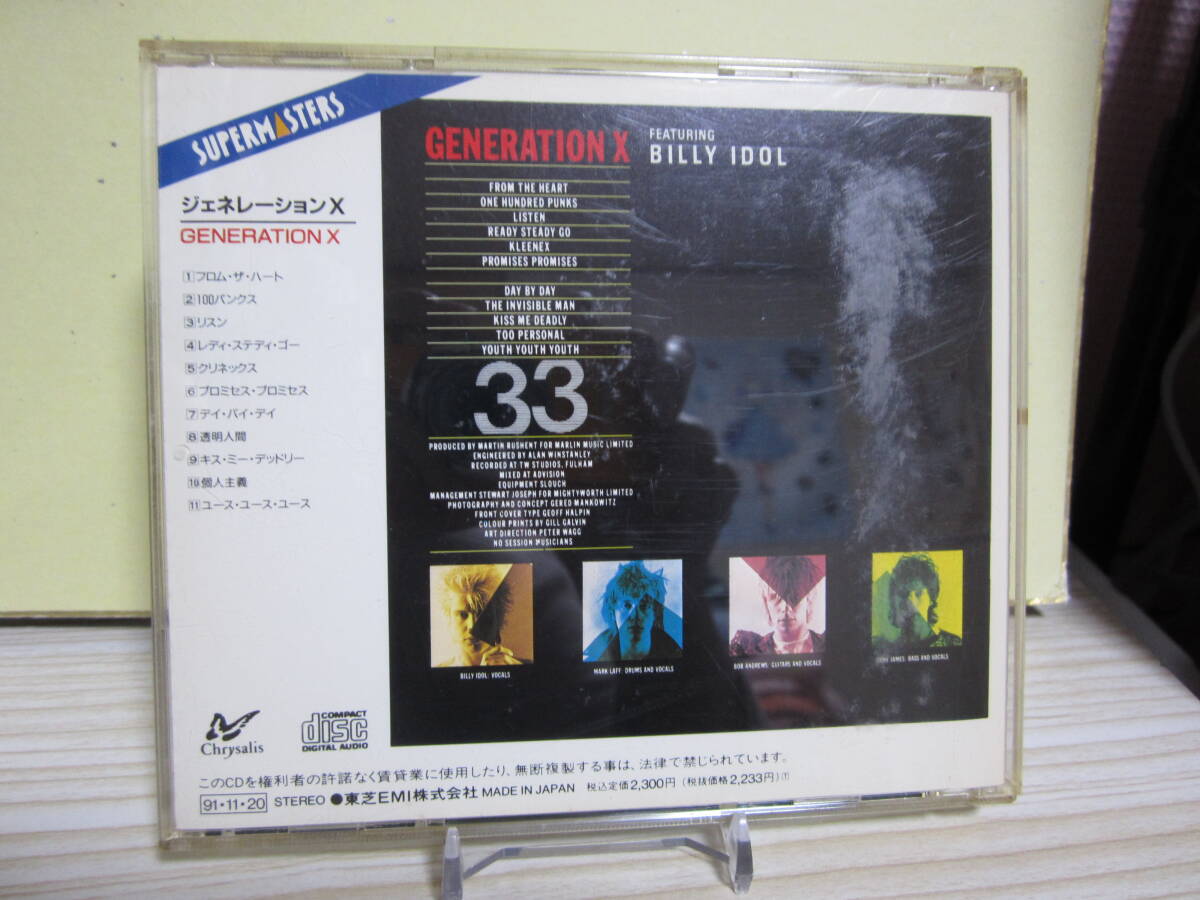 SUPERMASTERS
ジェネレーションX
GENERATION X
1 フロム・ザ・ハート
2 100パンクス
3 リスン
4 レディ・ステディ・ゴー
5 クリネックス
6 プロミセス・プロミセス
7 デイ・バイ・デイ
8 透明人間
9 キス・ミー・デッドリー
10 個人主義
11 ユース・ユース・ユース
GENERATION X
FEATURING
BILLY IDOL
FROM THE HEART
ONE HUNDRED PUNKS
LISTEN
READY STEADY GO
KLEENEX
PROMISES PROMISES
DAY BY DAY
THE INVISIBLE MAN
KISS ME DEADLY
TOO PERSONAL
YOUTH YOUTH YOUTH
33
PRODUCED BY MARTIN RUSHENT FOR MARLIN MUSIC LIMITED
ENGINEERED BY ALAN WINSTANLEY
RECORDED AT TW STUDIOS, FULHAM
MIXED AT ADVISION
EQUIPMENT SLOUCH
MANAGEMENT STEWART JOSEPH FOR MIGHTYWORTH LIMITED
PHOTOGRAPHY AND CONCEPT GERED MANKOWITZ
FRONT COVER TYPE GEOFF HALPIN
COLOUR PRINTS BY GILL GALVIN
ART DIRECTION PETER WAGG
NO SESSION MUSICIANS
BILLY IDOL: VOCALS
MARK LAFF: DRUMS AND VOCALS
BOB ANDREWS: GUITARS AND VOCALS
JAMES: BASS AND VOCALS
Chrysalis
COMPACT
disc
DIGITAL AUDIO
このCDを権利者の許諾なく賃貸業に使用したり、無断複製する事は、法律で禁じられています。
91・11・20 STEREO ●東芝EMI株式会社 MADE IN JAPAN 税込定価2,300円(税抜価格2,233円)①